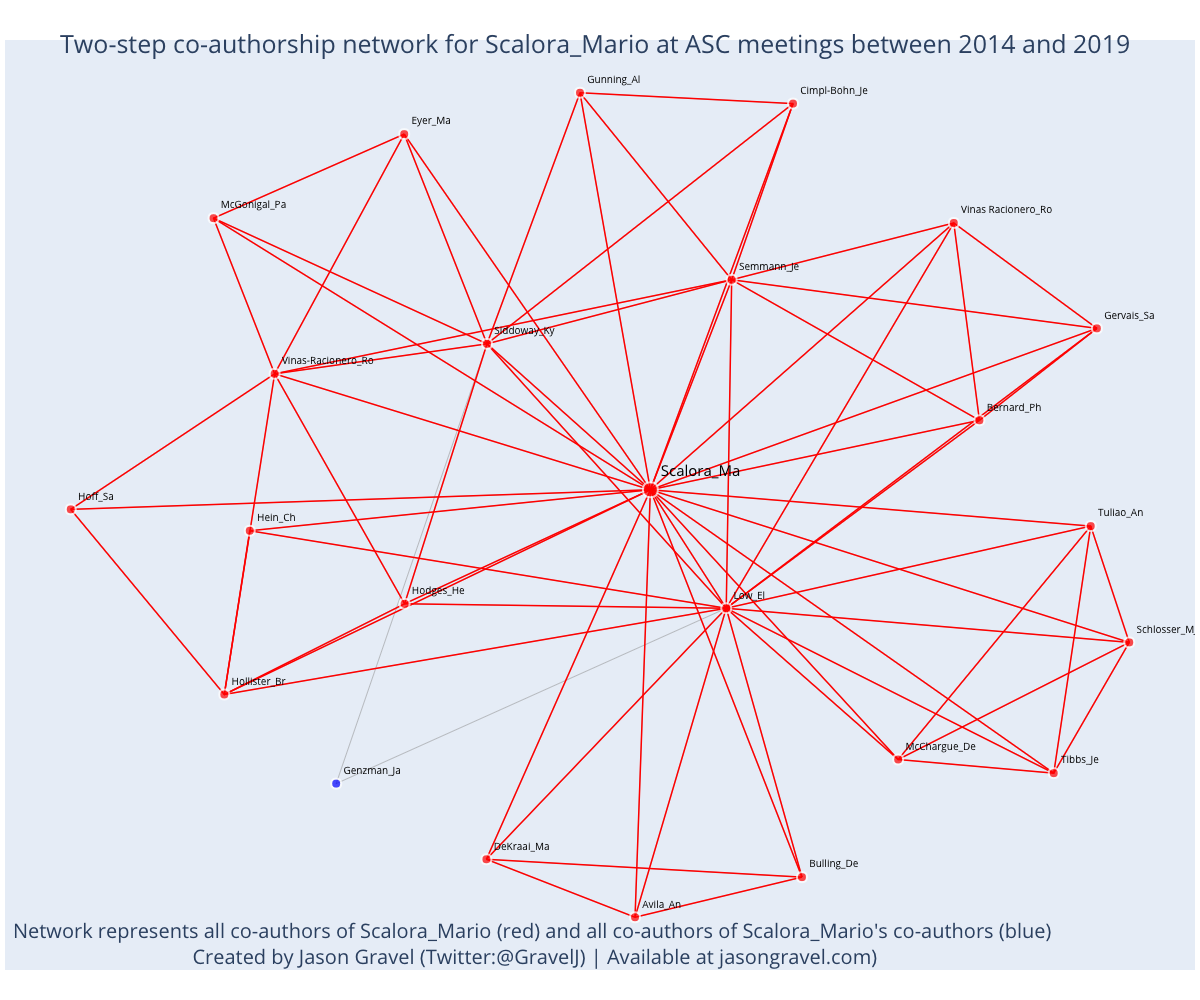 Two-step co-authorship network for Scalora_Mario at ASC meetings between 2014 and 2019
Gunning_Al
Cimpl-Bohn_Je
Eyer_Ma
McGonigal_Pa
Vinas Racionero_Ro
Semmann_Je
Gervais_Sa
Siddoway_Ky
Vinas-Racionero_Ro
Bernard_Ph
Scalora_Ma
Hoff_Sa
Hein_Ch
Tuliao_An
Hodges_He
Low_El
Schlosser_M
Hollister_Br
McChargue_De
Tibbs_Je
Genzman_Ja
DeKraai_Ma
Bulling_De
Avila_An
Network represents all co-authors of Scalora_Mario (red) and all co-authors of Scalora_Mario's co-authors (blue)
Created by Jason Gravel (Twitter:@GravelJ) | Available at jasongravel.com)